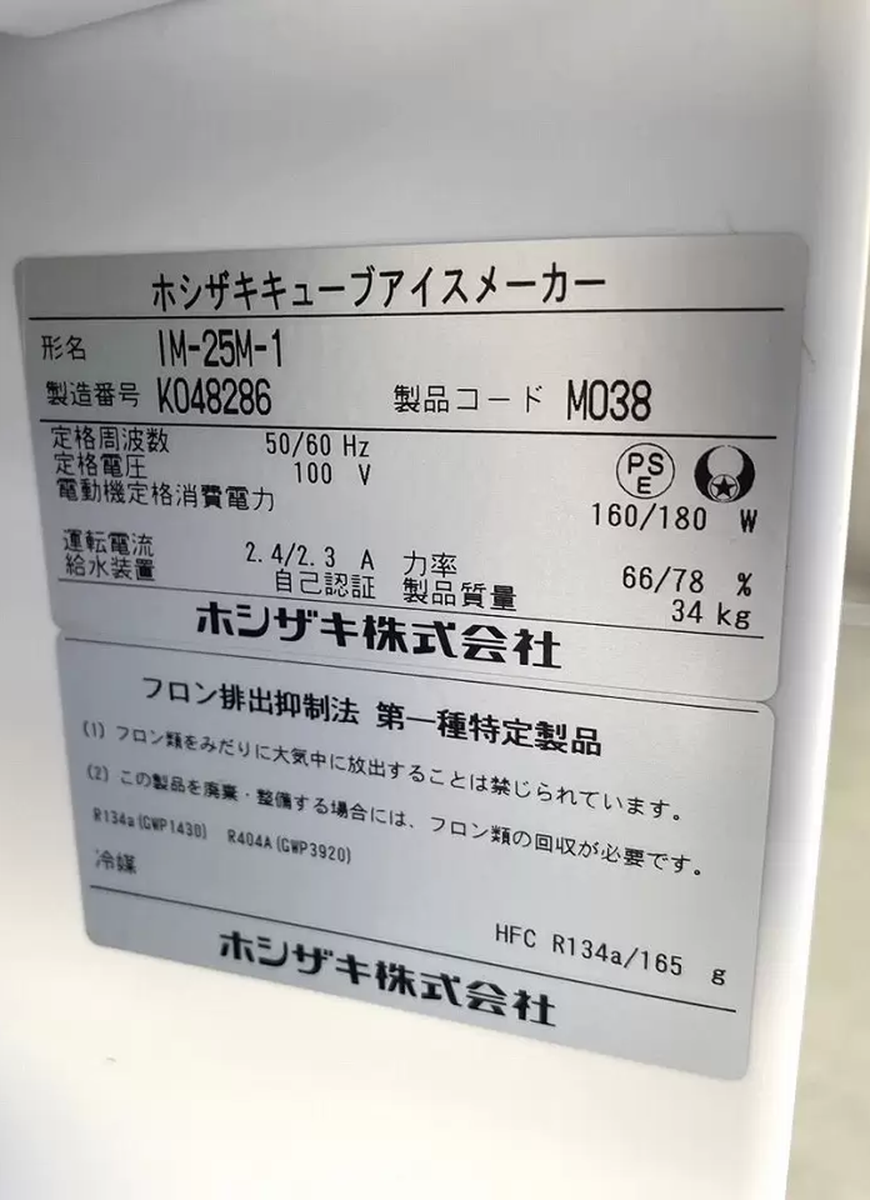 ホシザキキューブアイスメーカー
形名 IM-25M-1
製造番号 K048286 製品コード M038
定格周波数 50/60 Hz
定格電圧 100 V
PS
E
電動機定格消費電力 160/180 W
運転電流 2.4/2.3 A 力率 66/78 %
給水装置 自己認証 製品質量 34 kg
ホシザキ株式会社
フロン排出抑制法 第一種特定製品
(1) フロン類をみだりに大気中に放出することは禁じられています。
(2) この製品を廃棄・整備する場合には、フロン類の回収が必要です。
R134a(GWP1430) R404A(GWP3920)
冷媒 HFC R134a/165 g
ホシザキ株式会社